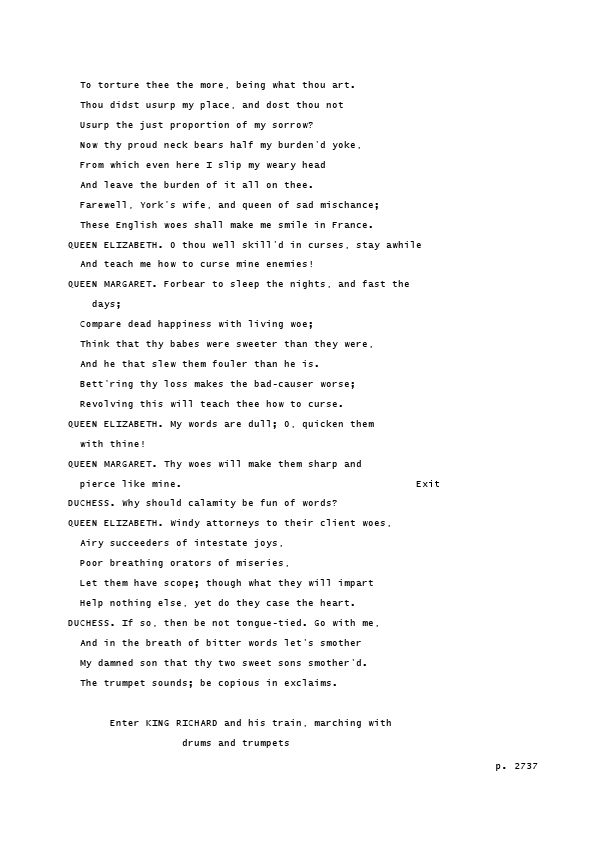 To torture thee the more, being what thou art.
Thou didst usurp my place, and dost thou not
Usurp the just proportion of my sorrow?
Now thy proud neck bears half my burden'd yoke,
From which even here I slip my weary head
And leave the burden of it all on thee.
Farewell, York's wife, and queen of sad mischance;
These English woes shall make me smile in France.
QUEEN ELIZABETH. O thou well skill'd in curses, stay awhile
And teach me how to curse mine enemies!
QUEEN MARGARET. Forbear to sleep the nights, and fast the
days;
Compare dead happiness with living woe;
Think that thy babes were sweeter than they were,
And he that slew them fouler than he is.
Bett'ring thy loss makes the bad-causer worse;
Revolving this will teach thee how to curse.
QUEEN ELIZABETH. My words are dull; O, quicken them
with thine!
QUEEN MARGARET. Thy woes will make them sharp and
pierce like mine. Exit
DUCHESS. Why should calamity be fun of words?
QUEEN ELIZABETH. Windy attorneys to their client woes,
Airy succeeders of intestate joys,
Poor breathing orators of miseries,
Let them have scope; though what they will impart
Help nothing else, yet do they case the heart.
DUCHESS. If so, then be not tongue-tied. Go with me,
And in the breath of bitter words let's smother
My damned son that thy two sweet sons smother'd.
The trumpet sounds; be copious in exclaims.
Enter KING RICHARD and his train, marching with
drums and trumpets
p. 2737